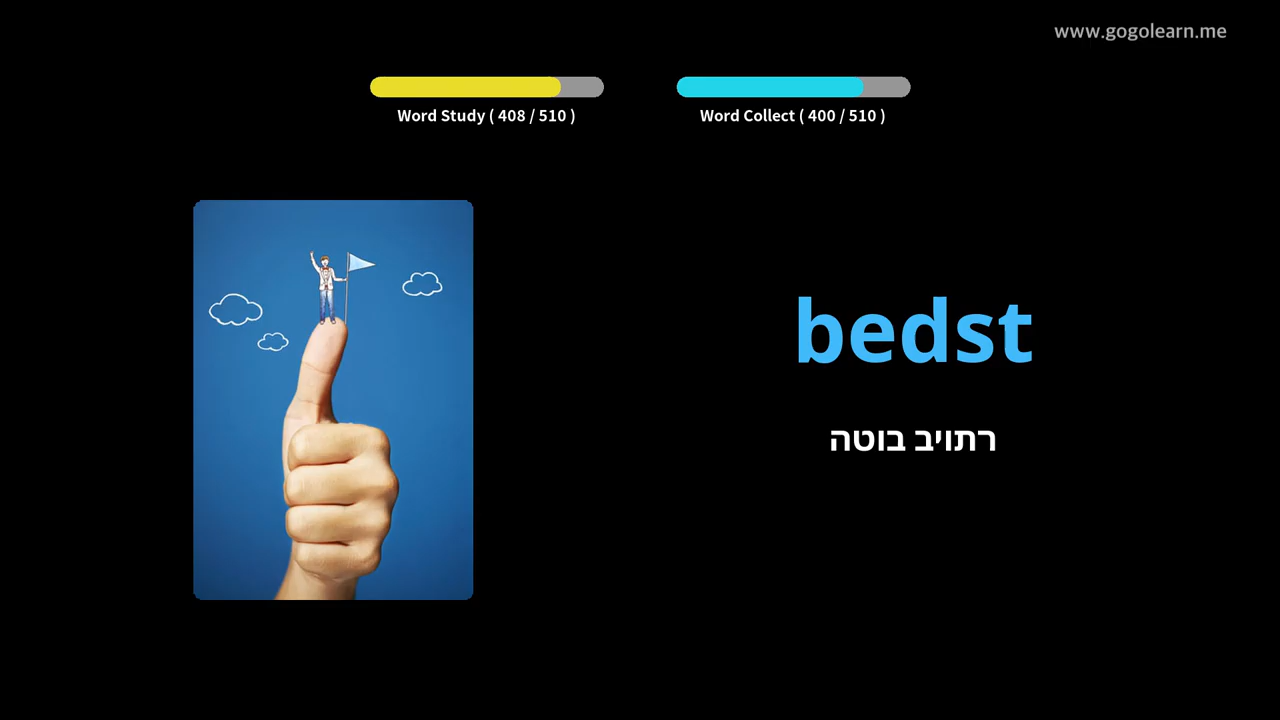 www.gogolearn.me
Word Study ( 408 / 510 )
Word Collect ( 400 / 510 )
bedst
רתויב בוטה